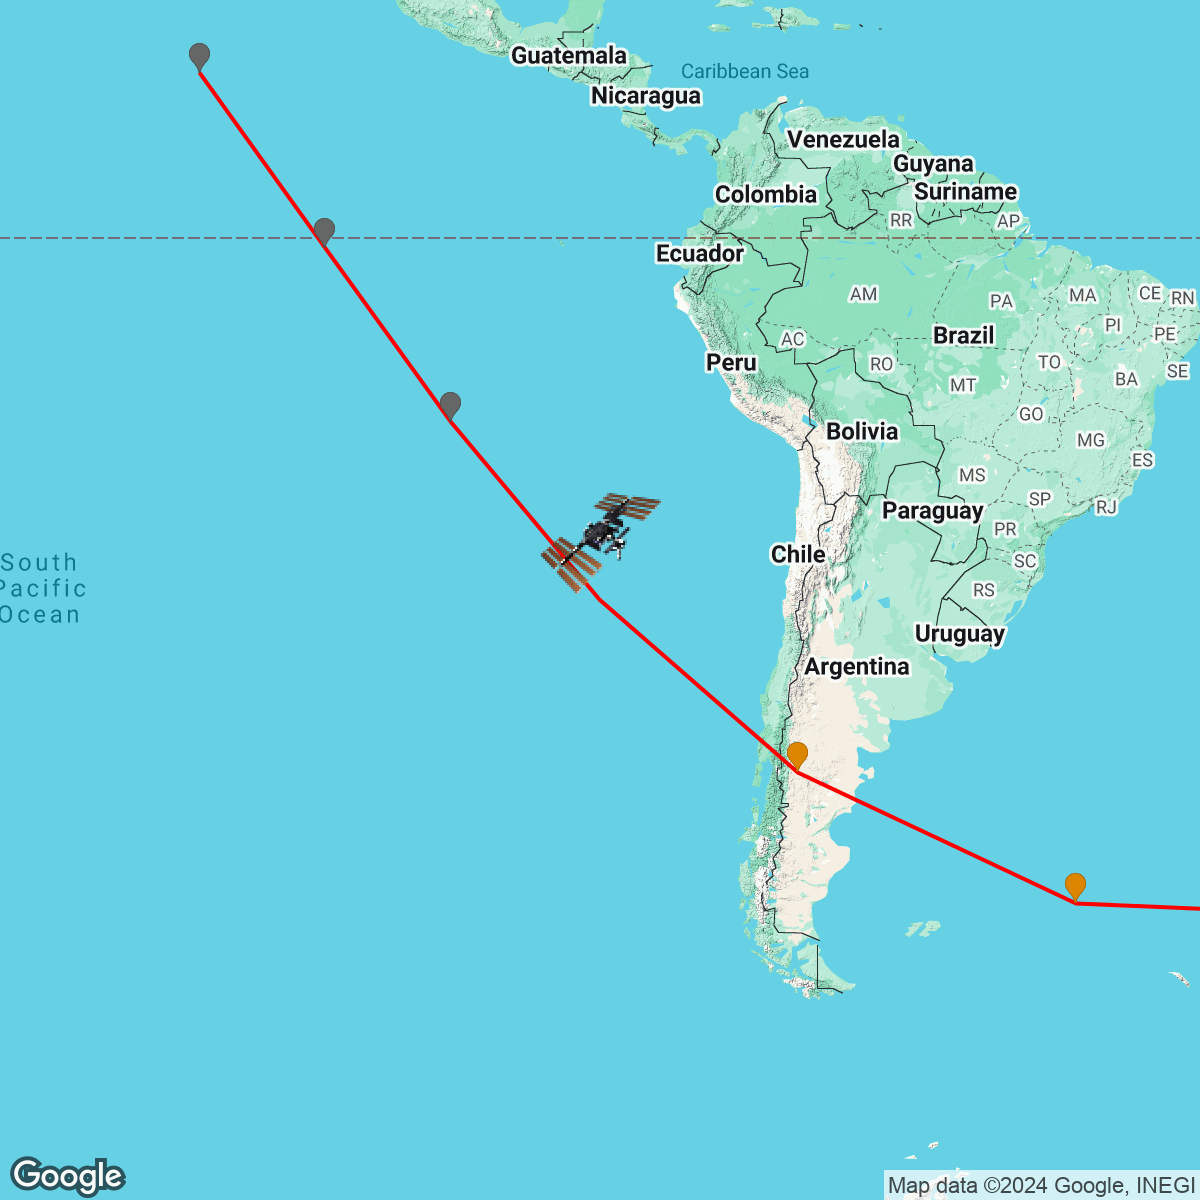 Guatemala
Caribbean Sea
Nicaragua
Venezuela
Guyana
Colombia
Suriname
RR
AP
Ecuador
AM
PA
MA
CE
RN
PI
PE
AC
Brazil
Peru
RO
TO
SE
MT
BA
GO
Bolivia
MG
ES
MS
SP
RJ
Paraguay
PR
Chile
SC
South
Pacific
Ocean
RS
Uruguay
Argentina
Google
Map data ©2024 Google, INEGI